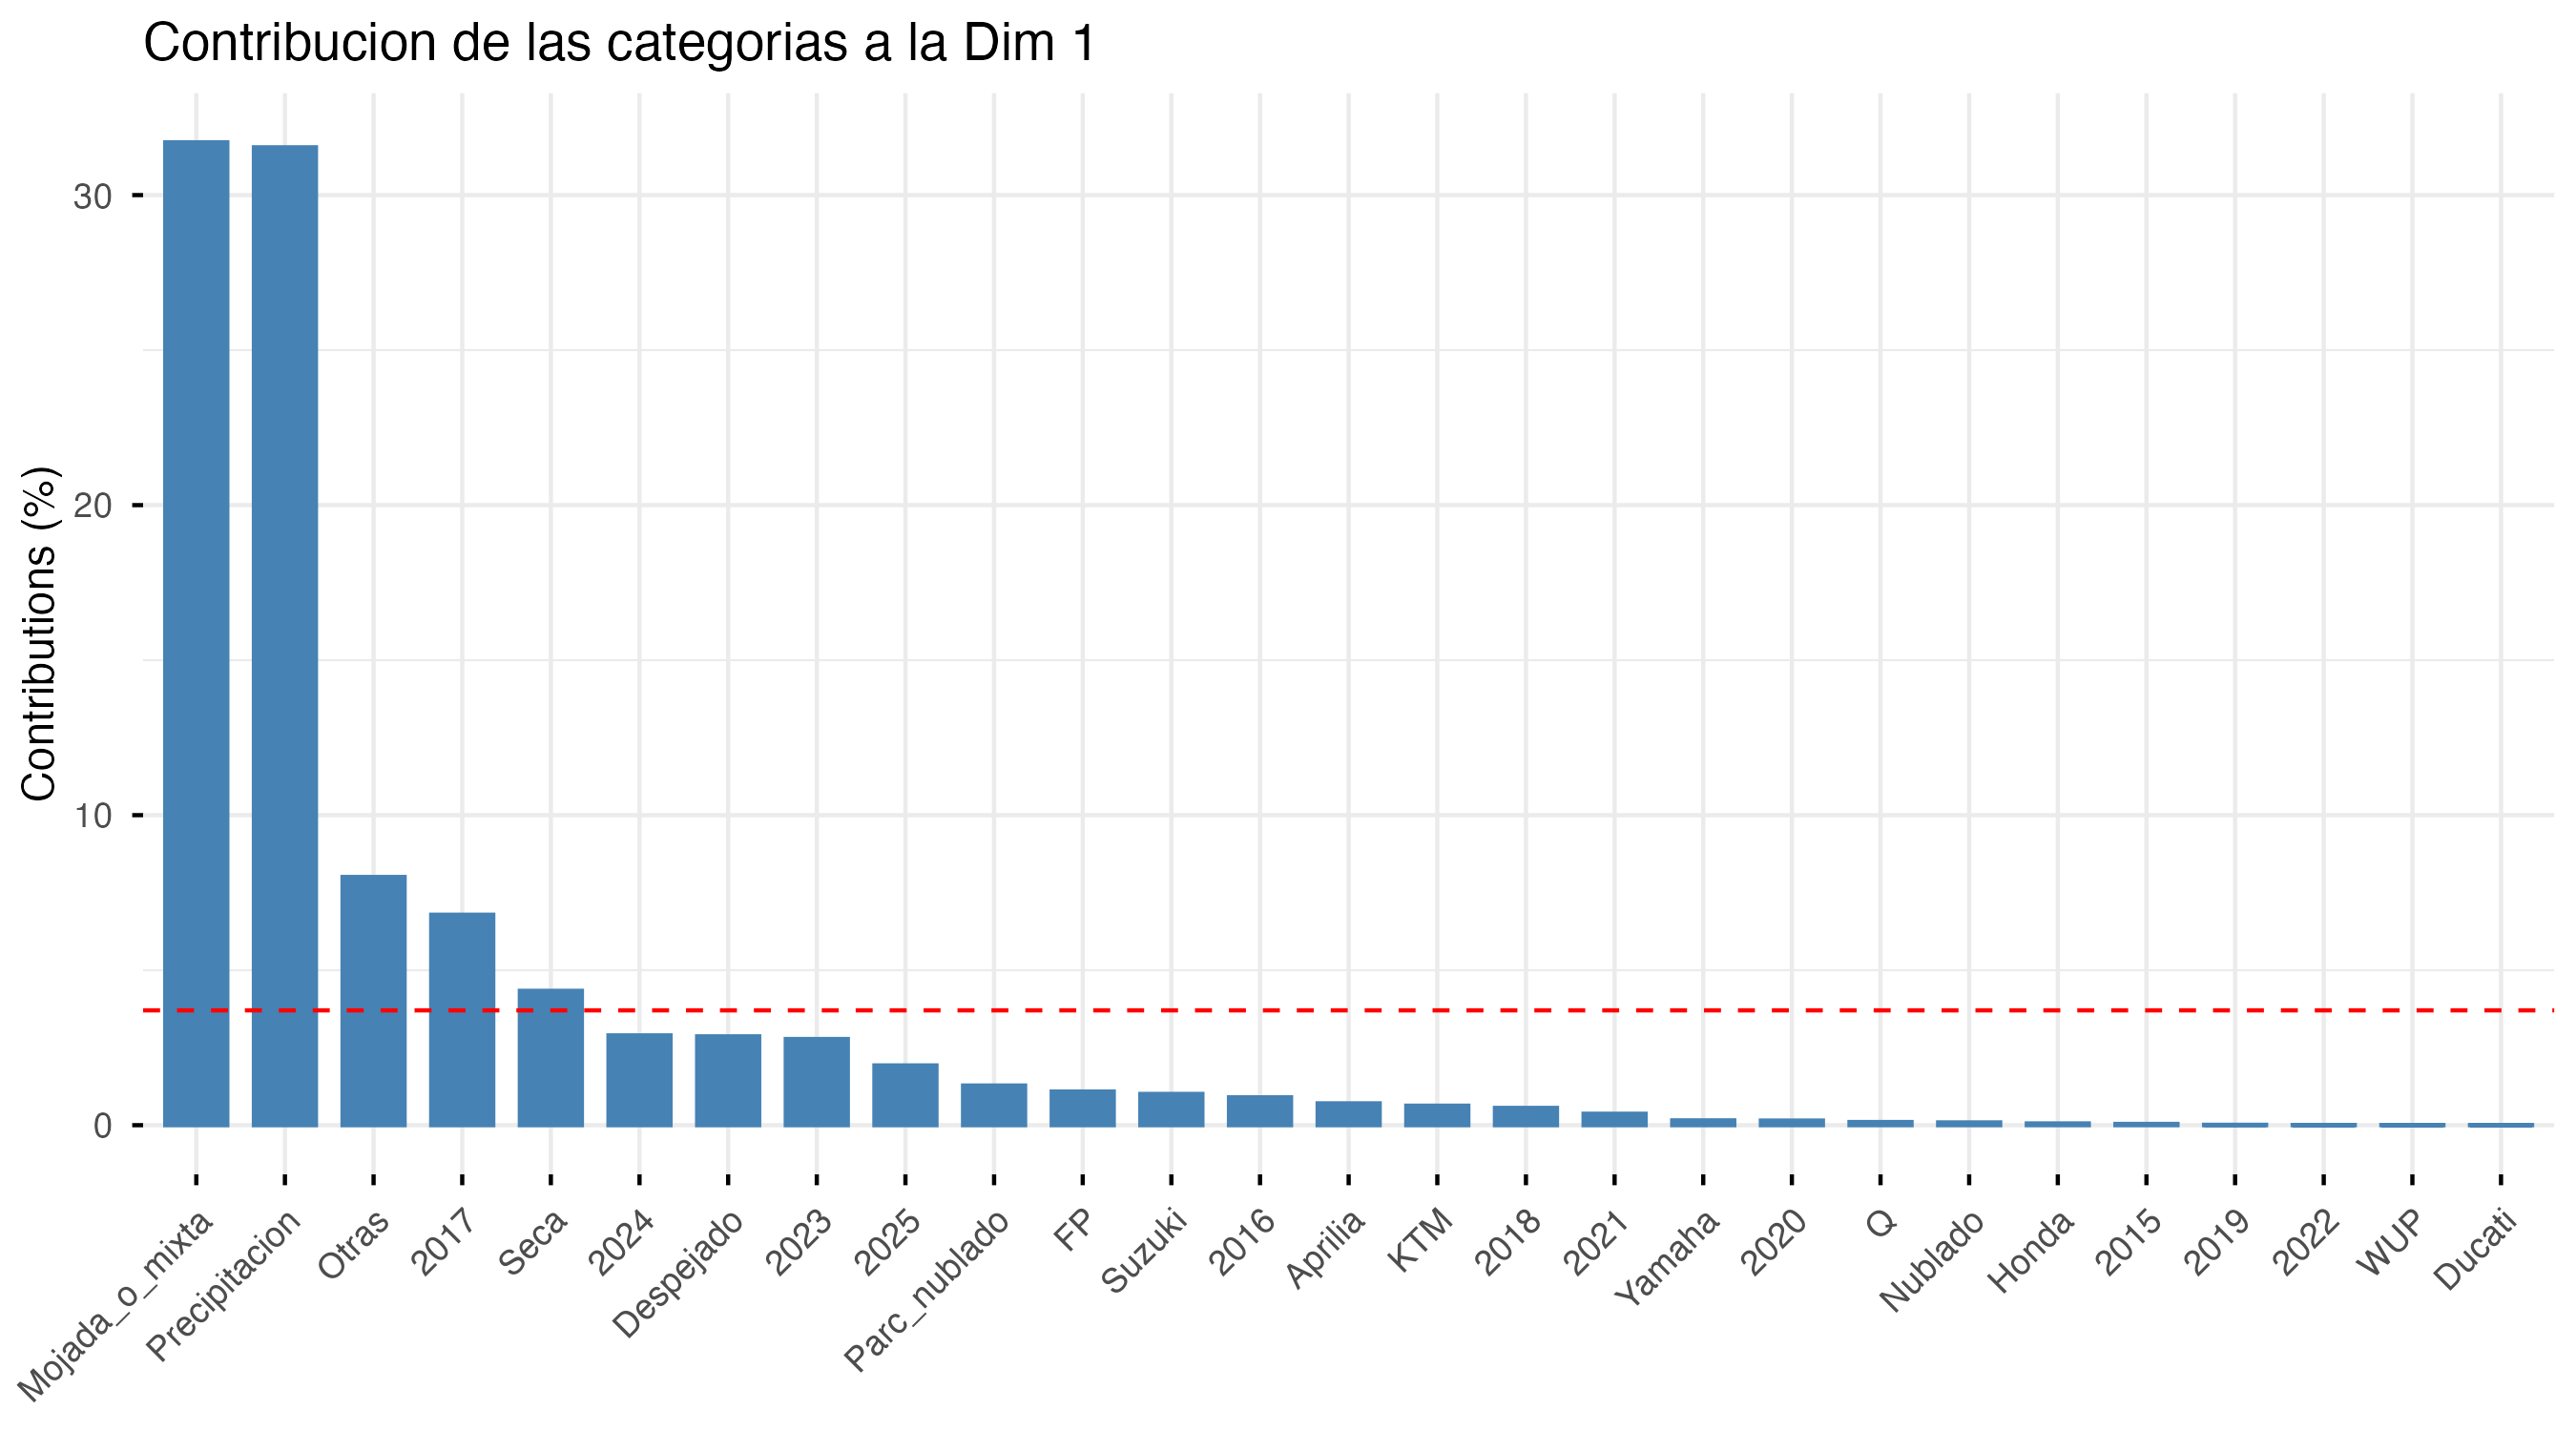 Contribucion de las categorias a la Dim 1
Contributions (%)
30
20
10
0
Mojada_o_mixta
Precipitacion
Otras
2017
Seca
2024
Despejado
2023
2025
Parc_nublado
FP
Suzuki
2016
Aprilia
KTM
2018
2021
Yamaha
2020
Q
Nublado
Honda
2015
2019
2022
WUP
Ducati